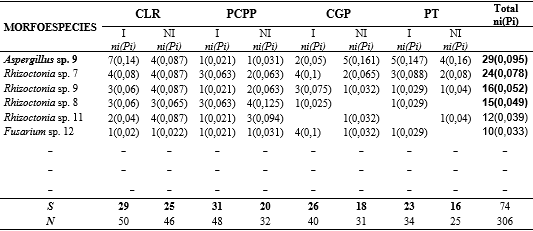 CLR PCPP CGP PT Total
MORFOESPECIES ni(Pi)
I NI I NI I NI I NI
ni(Pi) ni(Pi) ni(Pi) ni(Pi) ni(Pi) ni(Pi) ni(Pi) ni(Pi)
Aspergillus sp. 9 7(0,14) 4(0,087) 1(0,021) 1(0,031) 2(0,05) 5(0,161) 5(0,147) 4(0,16) 29(0,095)
Rhizoctonia sp. 7 4(0,08) 4(0,087) 3(0,063) 2(0,063) 4(0,1) 2(0,065) 3(0,088) 2(0,08) 24(0,078)
Rhizoctonia sp. 9 3(0,06) 4(0,087) 1(0,021) 2(0,063) 3(0,075) 1(0,032) 1(0,029) 1(0,04) 16(0,052)
Rhizoctonia sp. 8 3(0,06) 3(0,065) 3(0,063) 4(0,125) 1(0,025) 1(0,029) 15(0,049)
Rhizoctonia sp. 11 2(0,04) 4(0,087) 1(0,021) 3(0,094) 1(0,032) 1(0,04) 12(0,039)
Fusarium sp. 12 1(0,02) 1(0,022) 1(0,021) 1(0,031) 4(0,1) 1(0,032) 1(0,029) 10(0,033)
– – – – – – – – – –
– – – – – – – – – –
– – – – – – – – – –
S 29 25 31 20 26 18 23 16 74
N 50 46 48 32 40 31 34 25 306